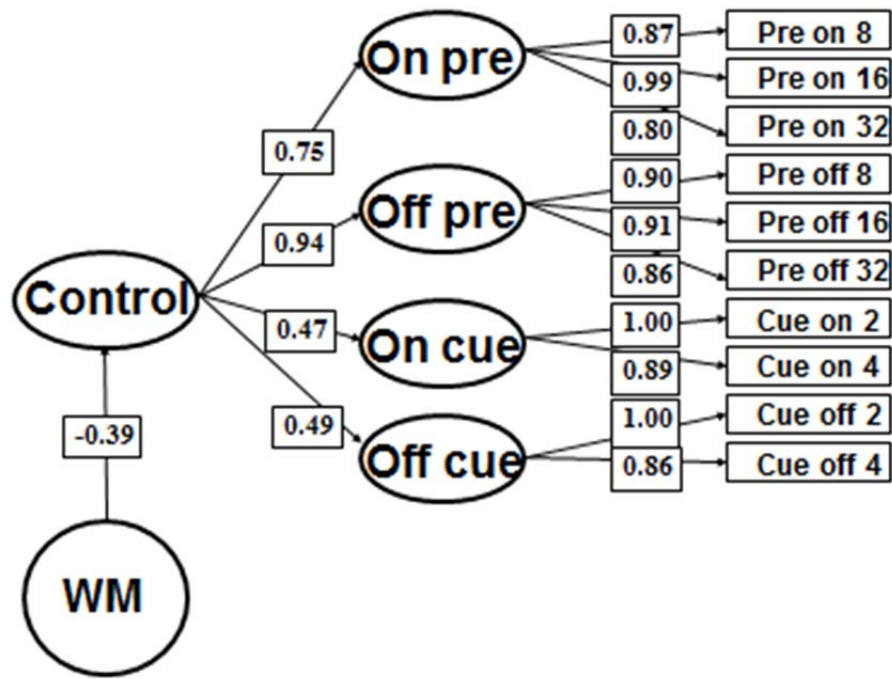 On pre
0.87
Pre on 8
0.99
Pre on 16
0.80
Pre on 32
0.75
Off pre
0.90
Pre off 8
0.91
Pre off 16
0.86
Pre off 32
0.94
Control
0.47
On cue
1.00
Cue on 2
0.89
Cue on 4
0.49
Off cue
1.00
Cue off 2
0.86
Cue off 4
-0.39
WM